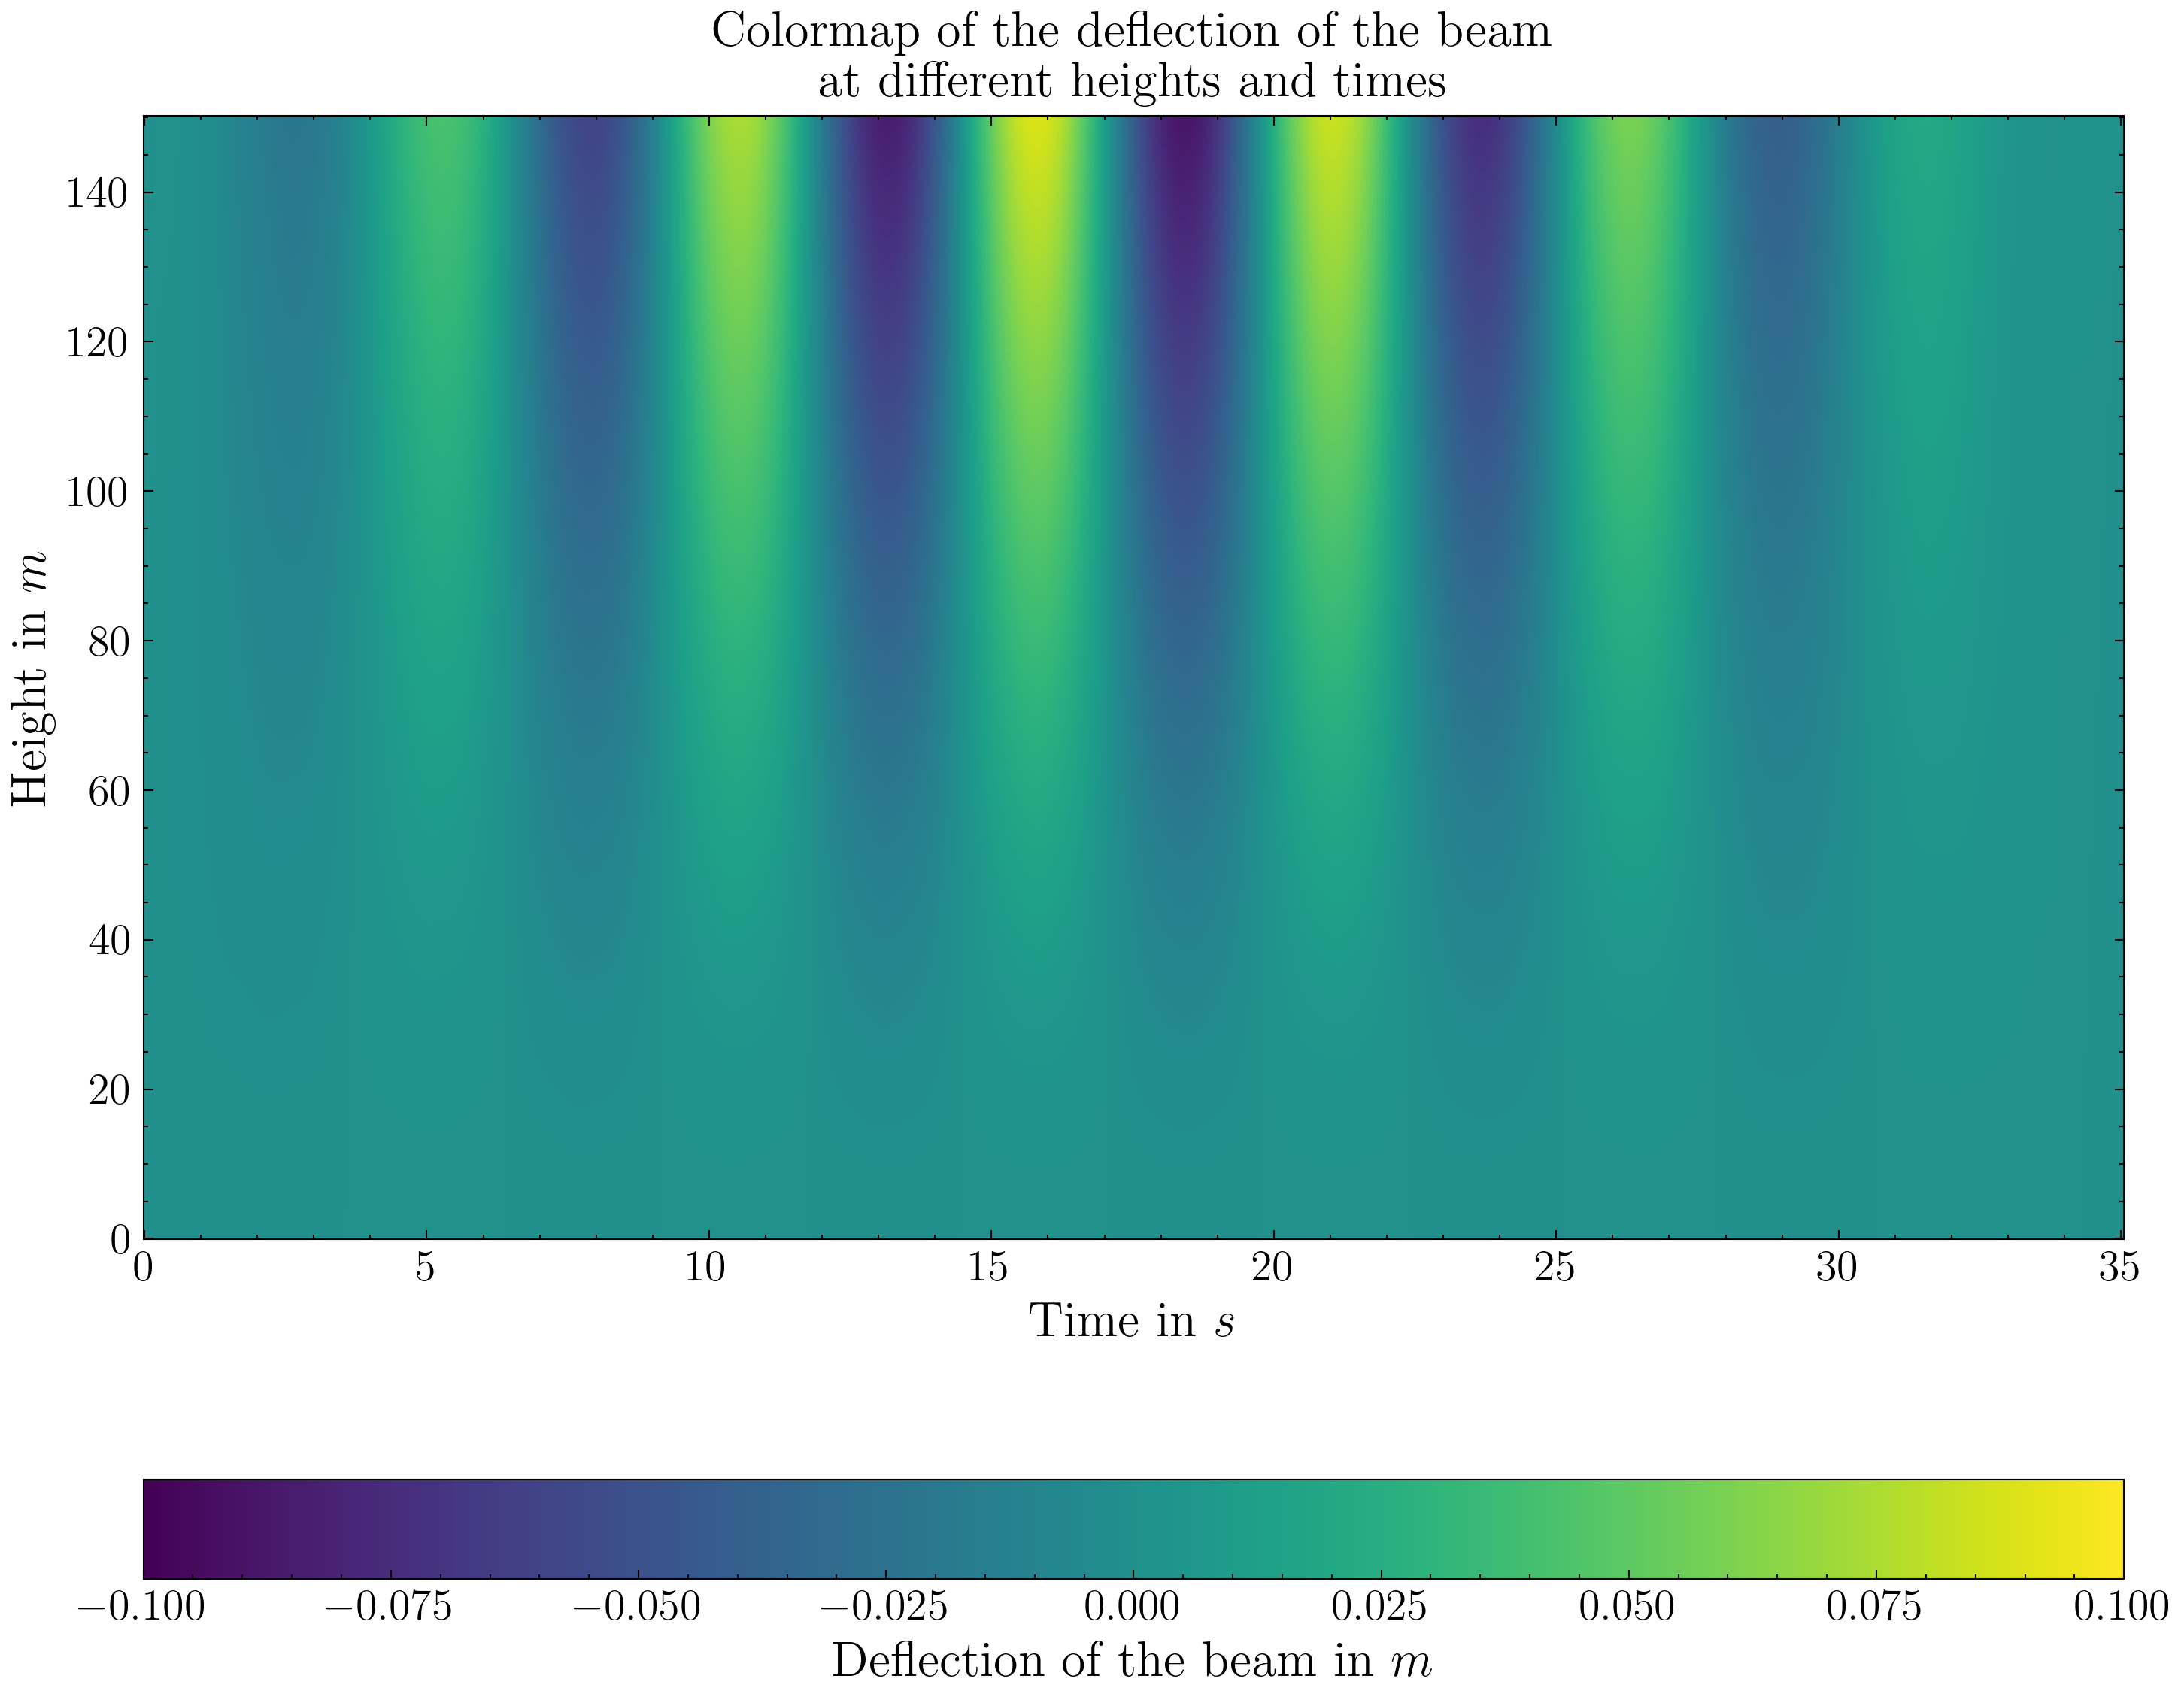 Colormap of the deflection of the beam
at different heights and times
140
120
100
80
60
40
20
0
Height in m
0 5 10 15 20 25 30 35
Time in s
−0.100 −0.075 −0.050 −0.025 0.000 0.025 0.050 0.075 0.100
Deflection of the beam in m